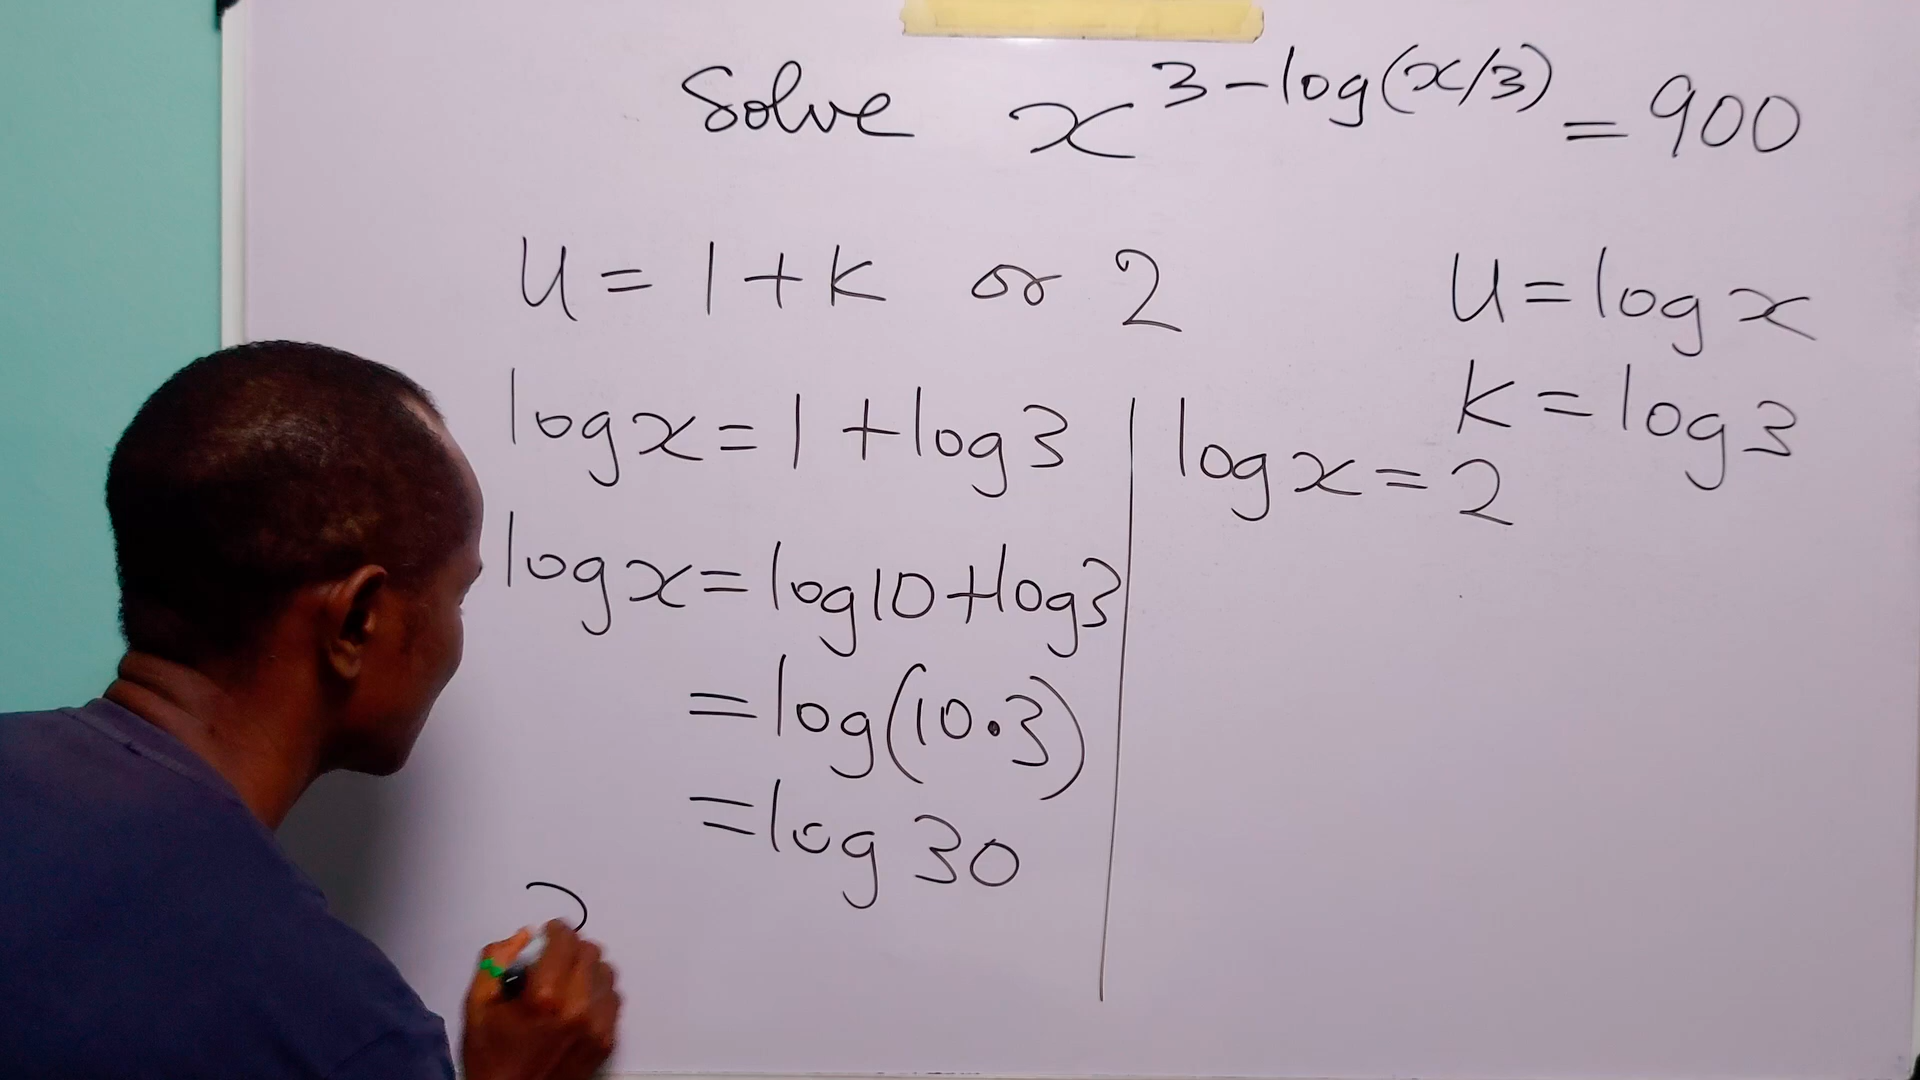 Solve x^{3-log(x/3)} = 900
u = 1 + k or 2
u = log x
k = log 3
log x = 1 + log 3
log x = log 10 + log 3
= log(10·3)
= log 30
log x = 2